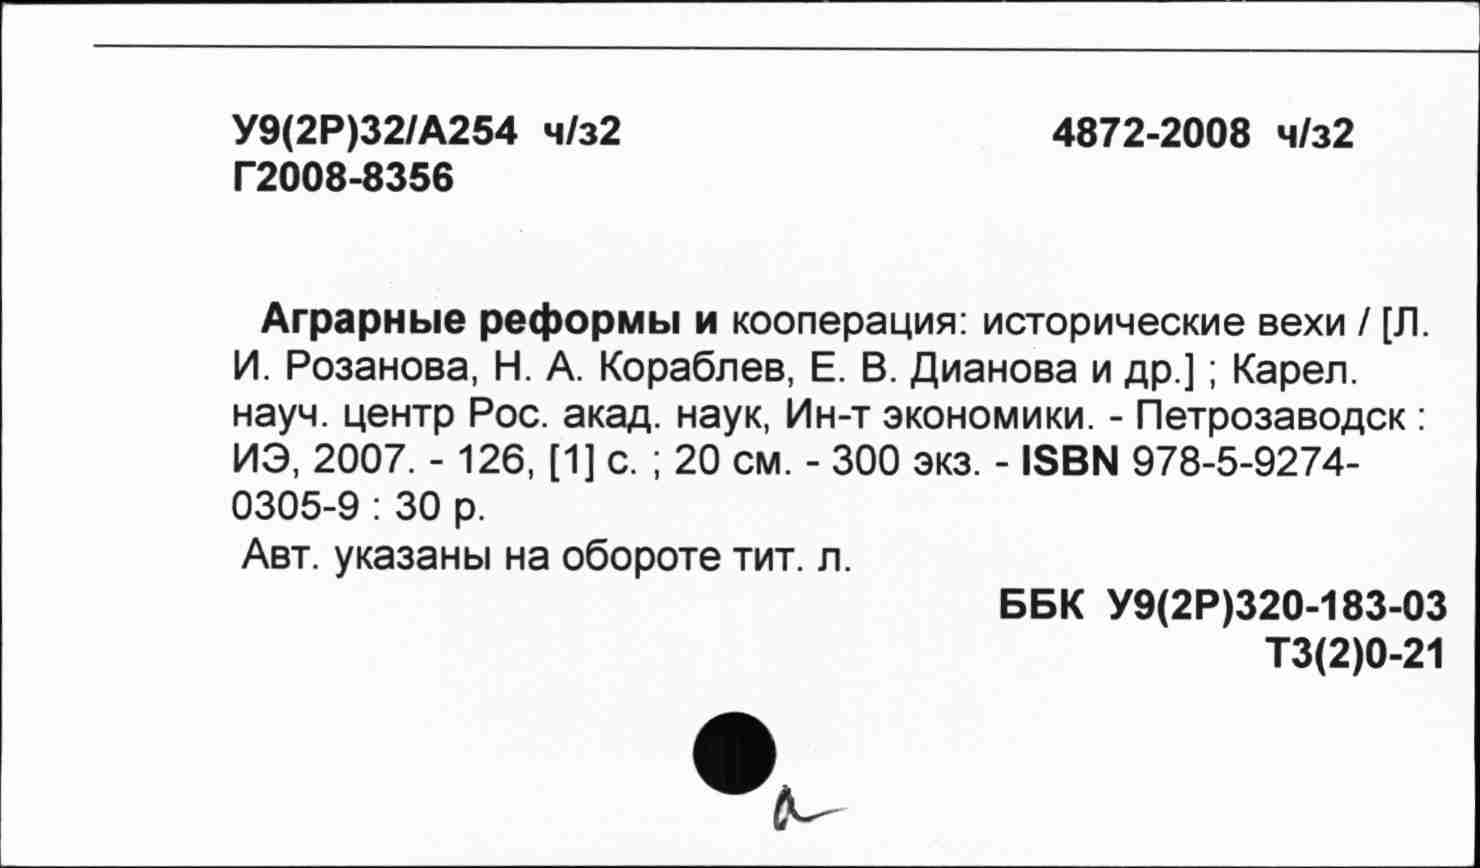 У9(2Р)32/А254 ч/з2 4872-2008 ч/з2
Г2008-8356
Аграрные реформы и кооперация: исторические вехи / [Л.
И. Розанова, Н. А. Кораблев, Е. В. Дианова и др.] ; Карел.
науч. центр Рос. акад. наук, Ин-т экономики. - Петрозаводск :
ИЭ, 2007. - 126, [1] с. ; 20 см. - 300 экз. - ISBN 978-5-9274-
0305-9 : 30 р.
Авт. указаны на обороте тит. л.
ББК У9(2Р)320-183-03
Т3(2)0-21
а